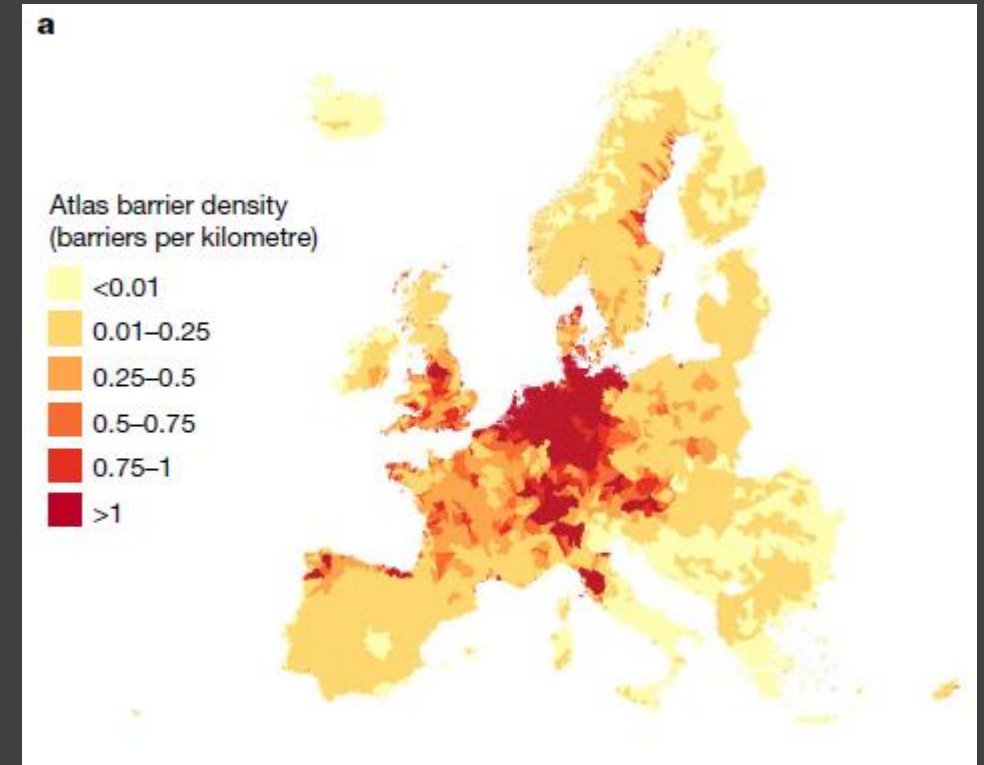 a
Atlas barrier density
(barriers per kilometre)
<0.01
0.01–0.25
0.25–0.5
0.5–0.75
0.75–1
>1